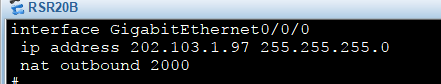 RSR20B
interface GigabitEthernet0/0/0
 ip address 202.103.1.97 255.255.255.0
 nat outbound 2000
#